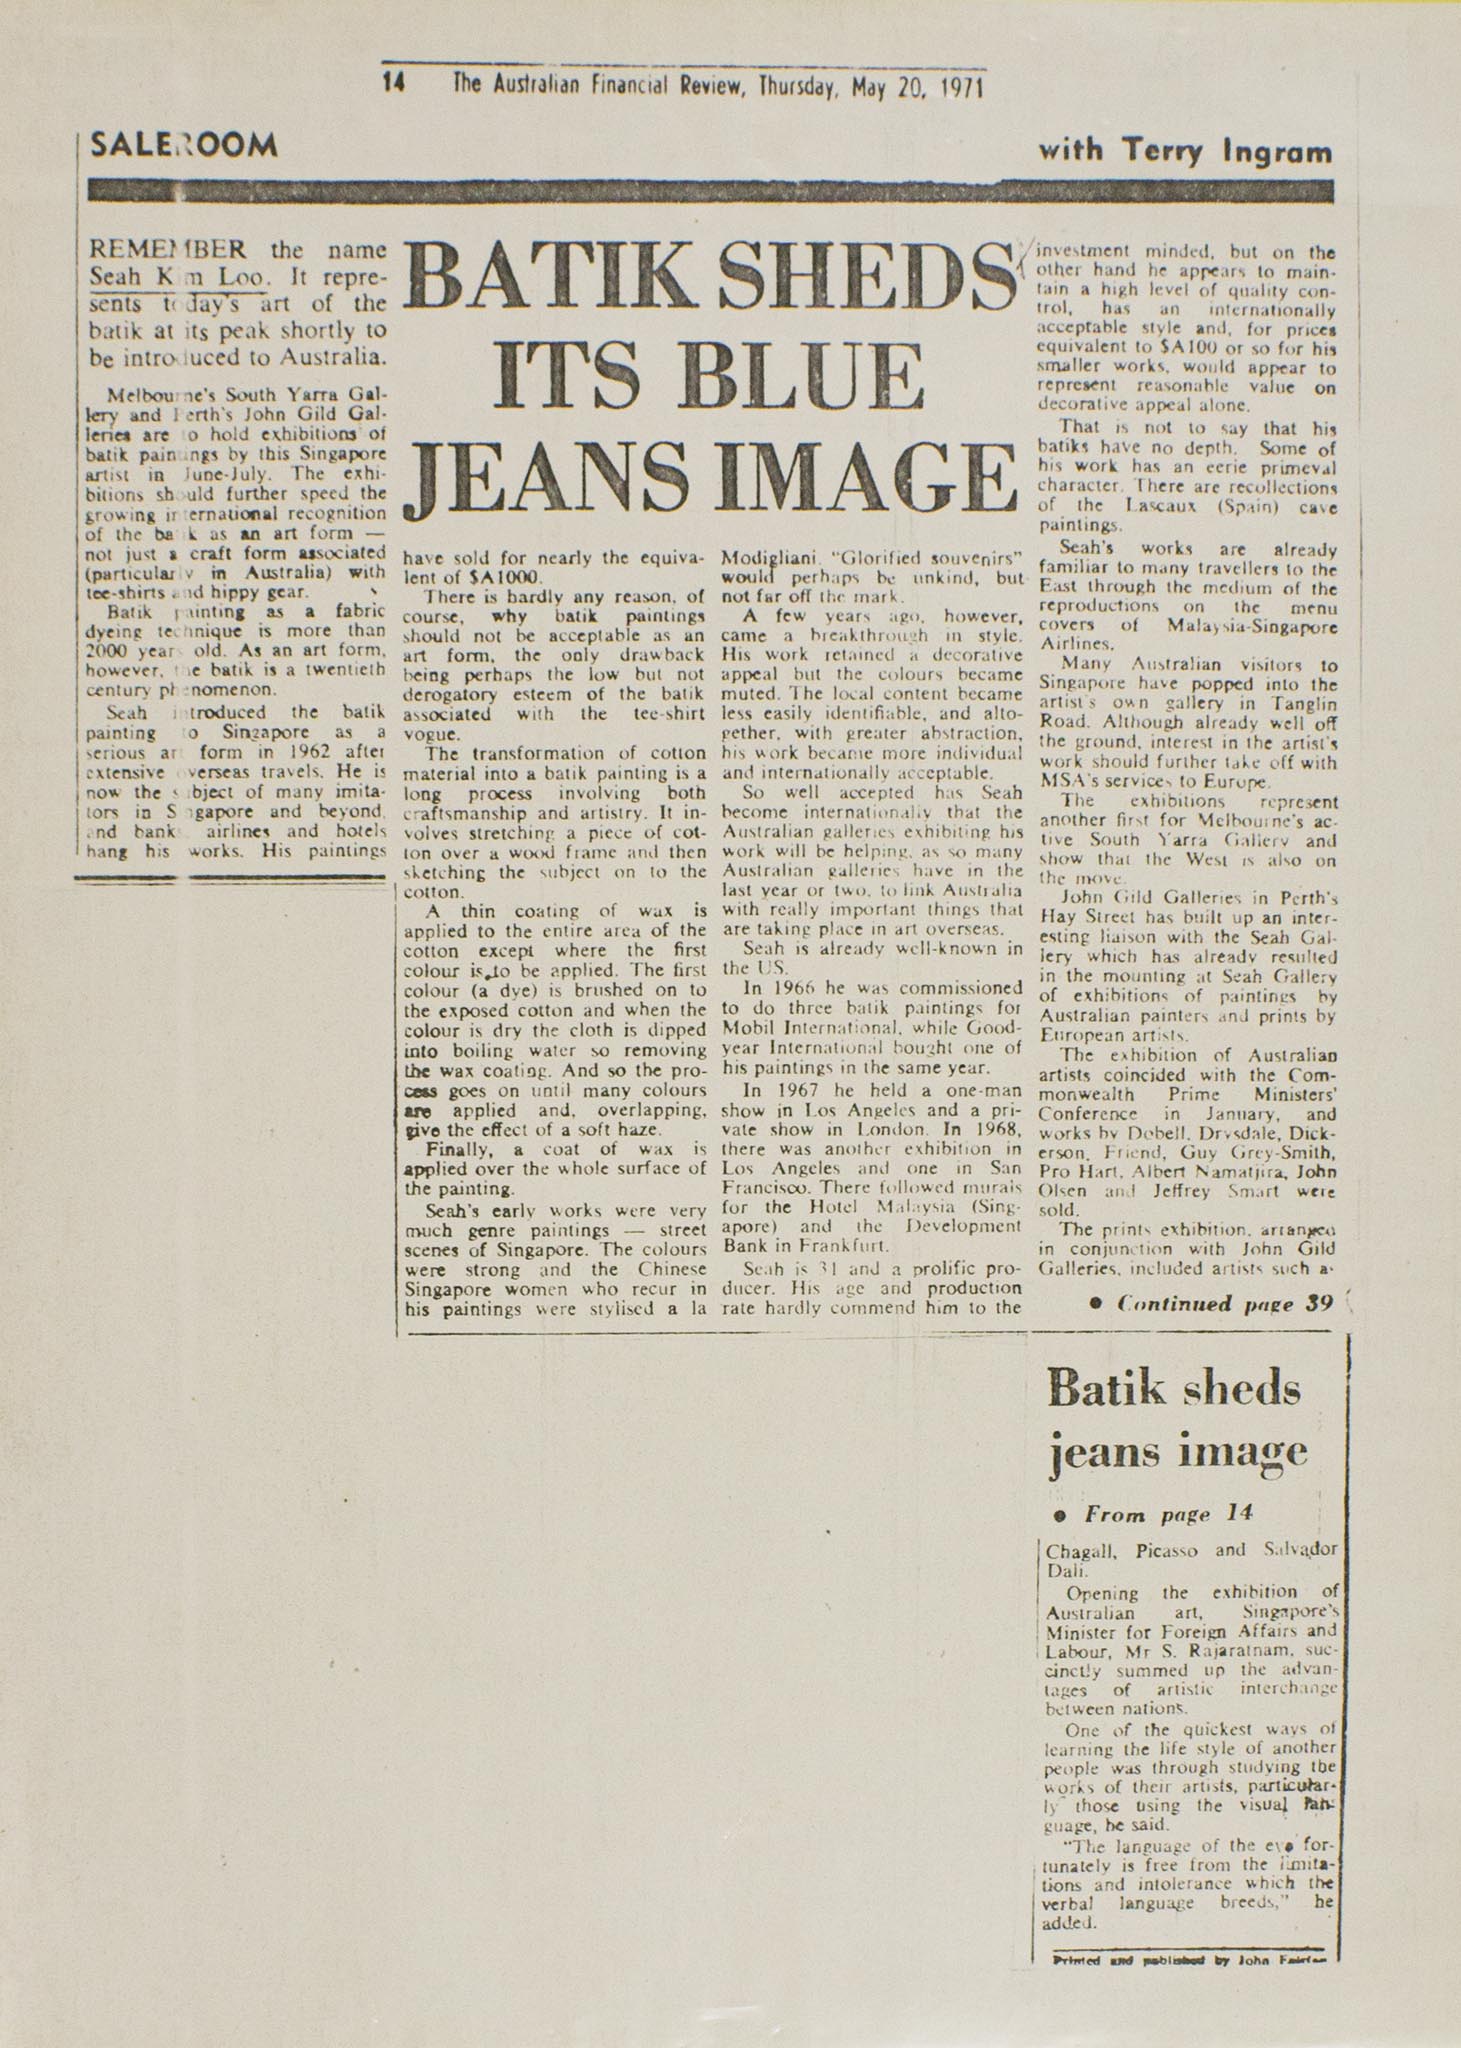 14 The Australian Financial Review, Thursday, May 20, 1971
SALEROOM
with Terry Ingram
BATIK SHEDS
ITS BLUE
JEANS IMAGE
REMEMBER the name
Seah Kim Loo. It repre-
sents today's art of the
batik at its peak shortly to
be introduced to Australia.
Melbourne's South Yarra Gal-
lery and Perth's John Gild Gal-
leries are to hold exhibitions of
batik paintings by this Singapore
artist in June-July. The exhi-
bitions should further speed the
growing international recognition
of the batik as an art form —
not just a craft form associated
(particularly in Australia) with
tee-shirts and hippy gear.
Batik painting as a fabric
dyeing technique is more than
2000 years old. As an art form,
however, the batik is a twentieth
century phenomenon.
Seah introduced the batik
painting to Singapore as a
serious art form in 1962 after
extensive overseas travels. He is
now the subject of many imita-
tors in Singapore and beyond,
and banks, airlines and hotels
hang his works. His paintings
have sold for nearly the equiva-
lent of $A1000.
There is hardly any reason, of
course, why batik paintings
should not be acceptable as an
art form, the only drawback
being perhaps the low but not
derogatory esteem of the batik
associated with the tee-shirt
vogue.
The transformation of cotton
material into a batik painting is a
long process involving both
craftsmanship and artistry. It in-
volves stretching a piece of cot-
ton over a wood frame and then
sketching the subject on to the
cotton.
A thin coating of wax is
applied to the entire area of the
cotton except where the first
colour is to be applied. The first
colour (a dye) is brushed on to
the exposed cotton and when the
colour is dry the cloth is dipped
into boiling water so removing
the wax coating. And so the pro-
cess goes on until many colours
are applied and, overlapping,
give the effect of a soft haze.
Finally, a coat of wax is
applied over the whole surface of
the painting.
Seah's early works were very
much genre paintings — street
scenes of Singapore. The colours
were strong and the Chinese
Singapore women who recur in
his paintings were stylised a la
Modigliani. "Glorified souvenirs"
would perhaps be unkind, but
not far off the mark.
A few years ago, however,
came a breakthrough in style.
His work retained a decorative
appeal but the colours became
muted. The local content became
less easily identifiable, and alto-
gether, with greater abstraction,
his work became more individual
and internationally acceptable.
So well accepted has Seah
become internationally that the
Australian galleries exhibiting his
work will be helping, as so many
Australian galleries have in the
last year or two, to link Australia
with really important things that
are taking place in art overseas.
Seah is already well-known in
the US.
In 1966 he was commissioned
to do three batik paintings for
Mobil International, while Good-
year International bought one of
his paintings in the same year.
In 1967 he held a one-man
show in Los Angeles and a pri-
vate show in London. In 1968,
there was another exhibition in
Los Angeles and one in San
Francisco. There followed murals
for the Hotel Malaysia (Sing-
apore) and the Development
Bank in Frankfurt.
Seah is 31 and a prolific pro-
ducer. His age and production
rate hardly commend him to the
investment minded, but on the
other hand he appears to main-
tain a high level of quality con-
trol, has an internationally
acceptable style and, for prices
equivalent to $A100 or so for his
smaller works, would appear to
represent reasonable value on
decorative appeal alone.
That is not to say that his
batiks have no depth. Some of
his work has an eerie primeval
character. There are recollections
of the Lascaux (Spain) cave
paintings.
Seah's works are already
familiar to many travellers to the
East through the medium of the
reproductions on the menu
covers of Malaysia-Singapore
Airlines.
Many Australian visitors to
Singapore have popped into the
artist's own gallery in Tanglin
Road. Although already well off
the ground, interest in the artist's
work should further take off with
MSA's services to Europe.
The exhibitions represent
another first for Melbourne's ac-
tive South Yarra Gallery and
show that the West is also on
the move.
John Gild Galleries in Perth's
Hay Street has built up an inter-
esting liaison with the Seah Gal-
lery which has already resulted
in the mounting at Seah Gallery
of exhibitions of paintings by
Australian painters and prints by
European artists.
The exhibition of Australian
artists coincided with the Com-
monwealth Prime Ministers'
Conference in January, and
works by Dobell, Drysdale, Dick-
erson, Friend, Guy Grey-Smith,
Pro Hart, Albert Namatjira, John
Olsen and Jeffrey Smart were
sold.
The prints exhibition, arranged
in conjunction with John Gild
Galleries, included artists such as
• Continued page 39
Batik sheds
jeans image
• From page 14
Chagall, Picasso and Salvador
Dali.
Opening the exhibition of
Australian art, Singapore's
Minister for Foreign Affairs and
Labour, Mr S. Rajaratnam, suc-
cinctly summed up the advan-
tages of artistic interchange
between nations.
One of the quickest ways of
learning the life style of another
people was through studying the
works of their artists, particular-
ly those using the visual lan-
guage, he said.
"The language of the eye for-
tunately is free from the limita-
tions and intolerance which the
verbal language breeds," he
added.
Printed and published by John Fairfax